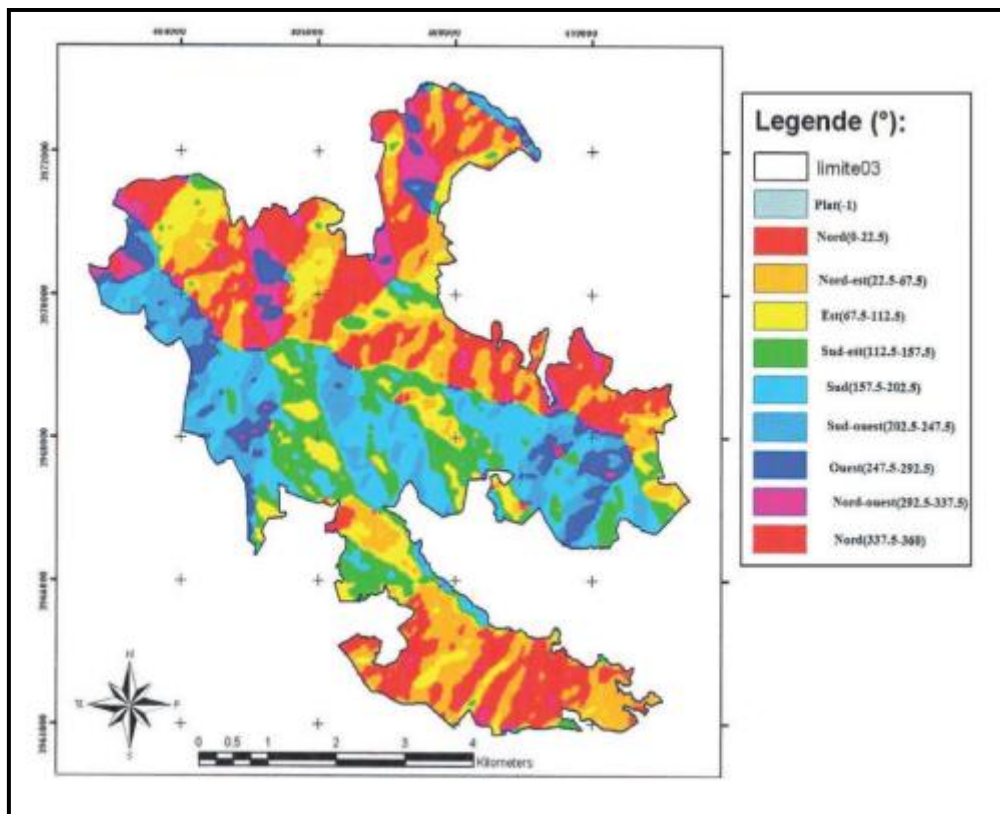 Legende (°):
limite03
Plat(-1)
Nord(0-22.5)
Nord-est(22.5-67.5)
Est(67.5-112.5)
Sud-est(112.5-157.5)
Sud(157.5-202.5)
Sud-ouest(202.5-247.5)
Ouest(247.5-292.5)
Nord-ouest(292.5-337.5)
Nord(337.5-360)
3972000
N
S
0 0.5 1 2 3 4
Kilometers